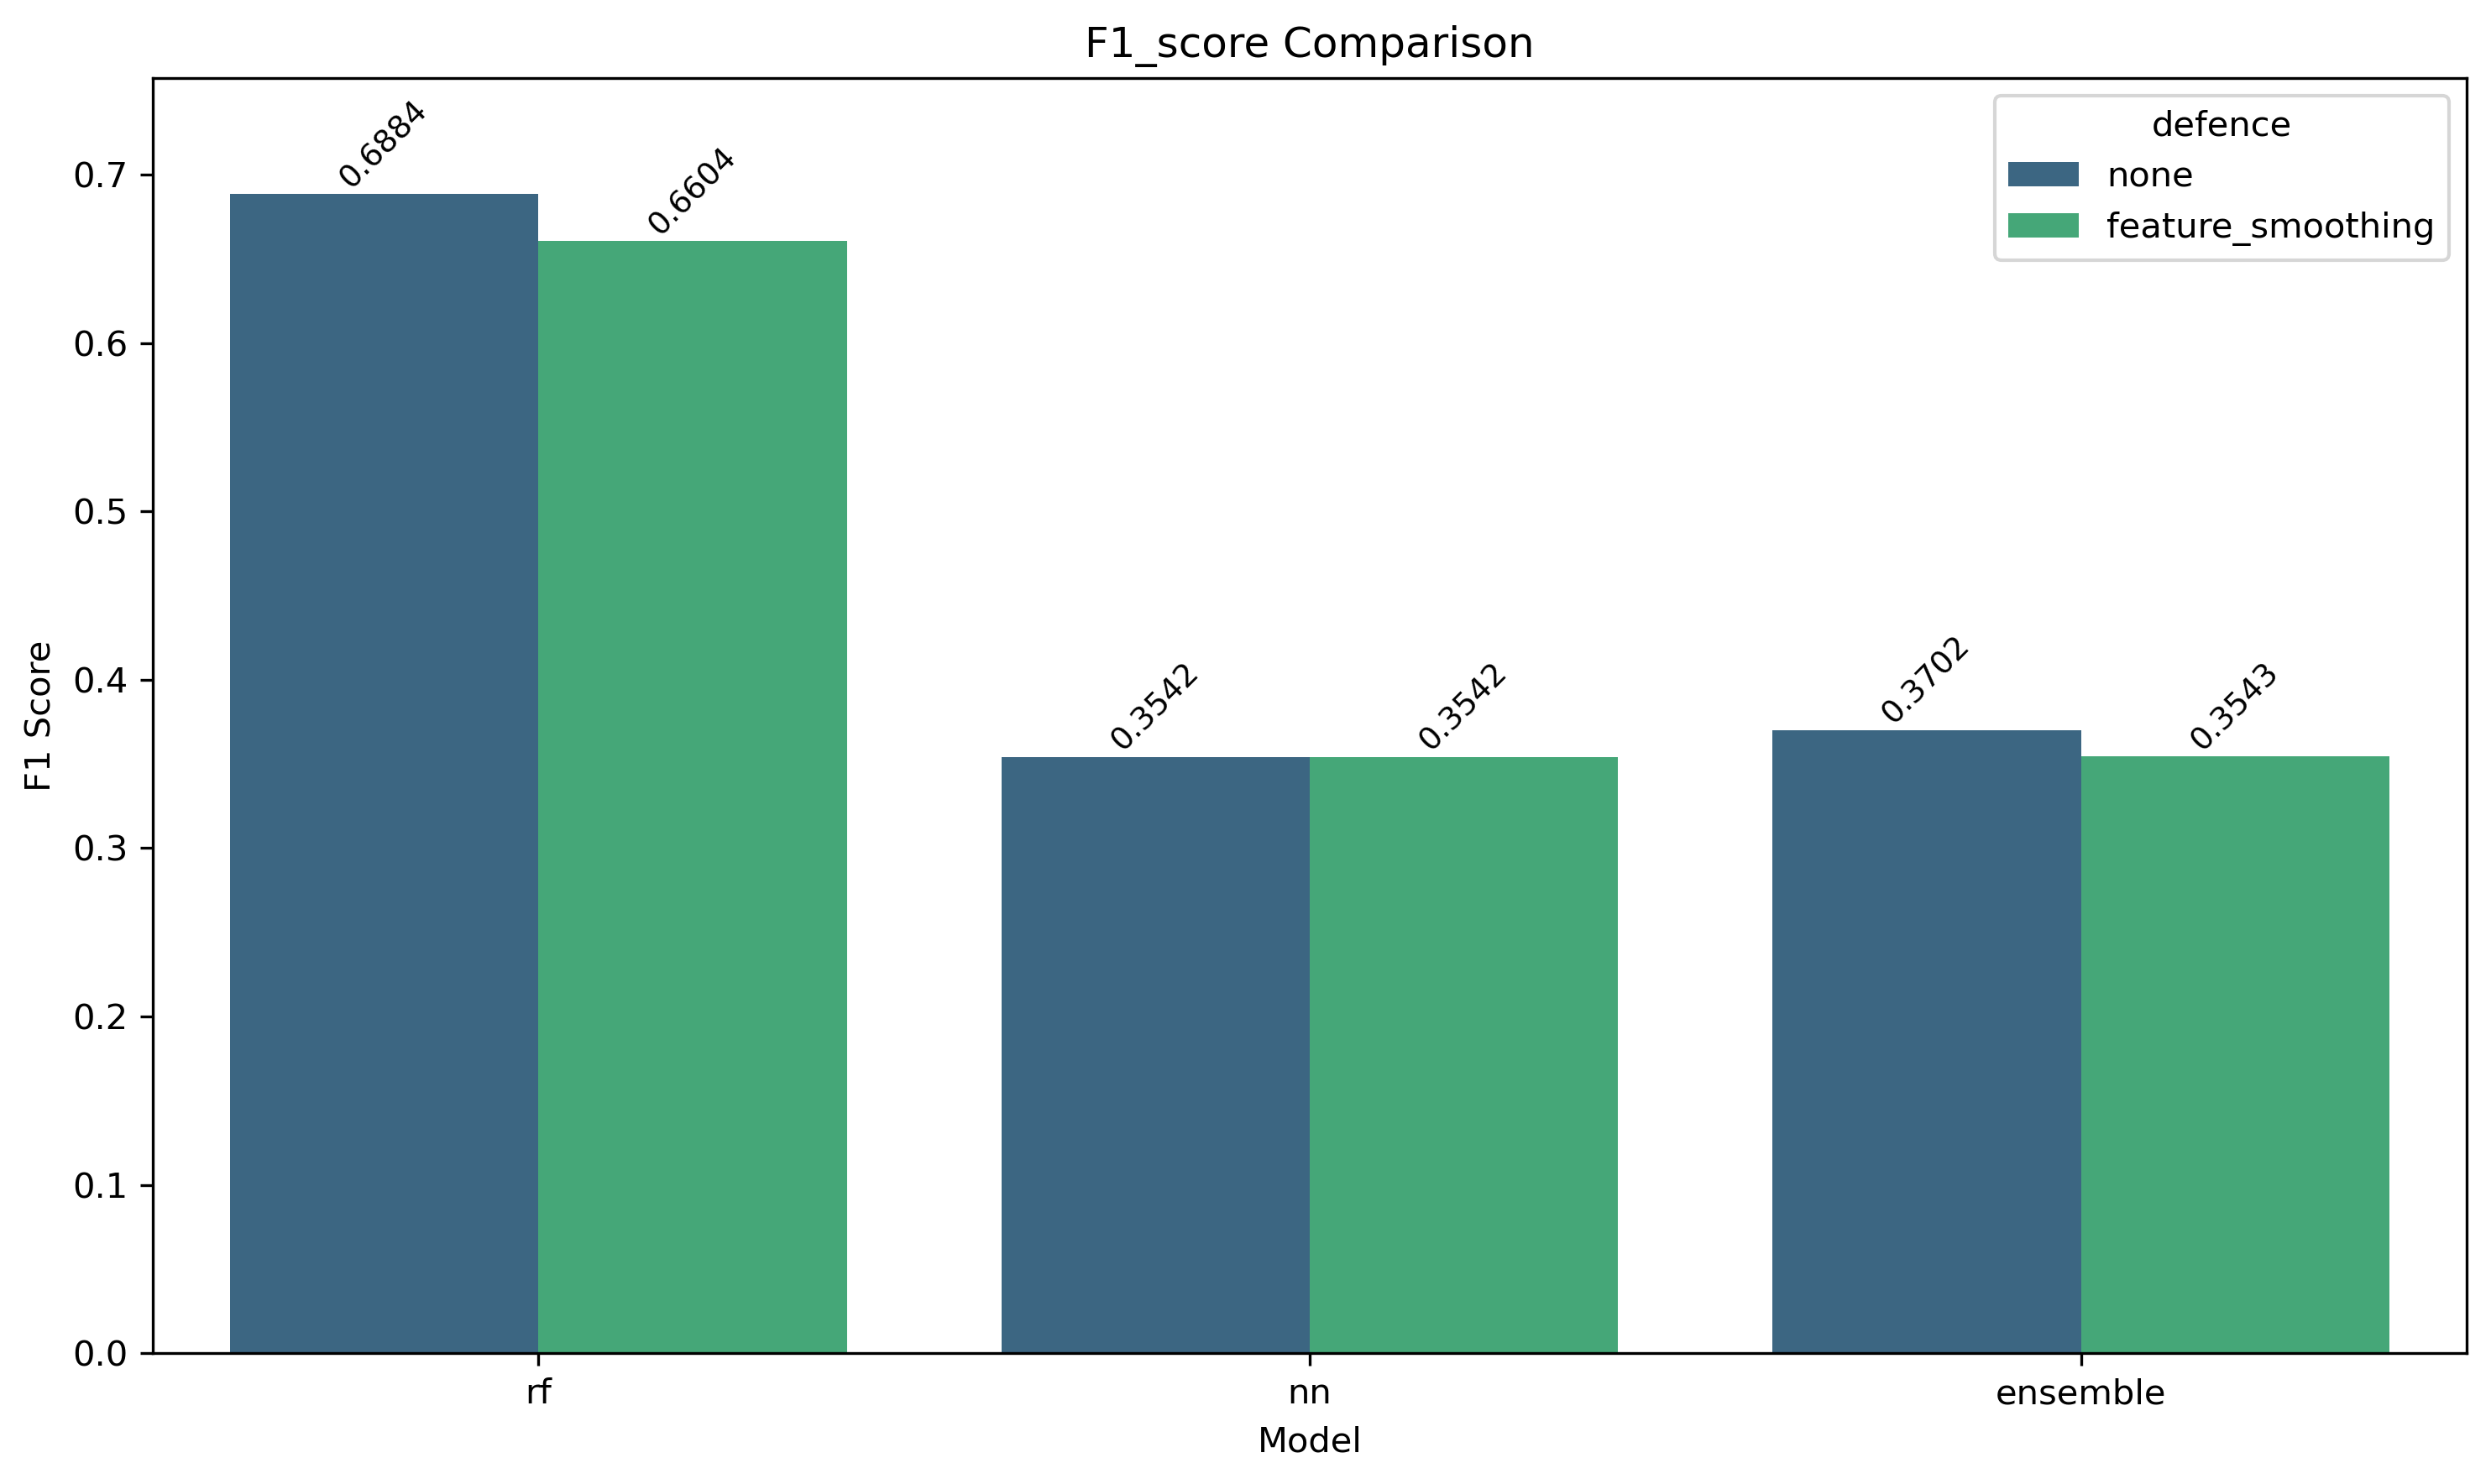 F1_score Comparison
defence
none
feature_smoothing
0.6884
0.6604
0.3542
0.3542
0.3702
0.3543
F1 Score
0.7
0.6
0.5
0.4
0.3
0.2
0.1
0.0
rf
nn
ensemble
Model